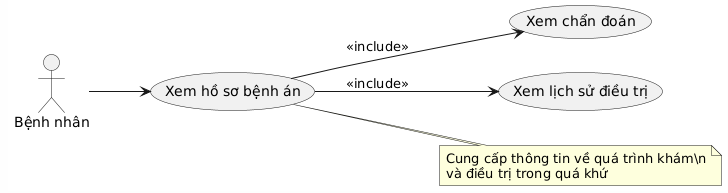 Xem chẩn đoán
«include»
Bệnh nhân
Xem hồ sơ bệnh án
«include»
Xem lịch sử điều trị
Cung cấp thông tin về quá trình khám\n
và điều trị trong quá khứ